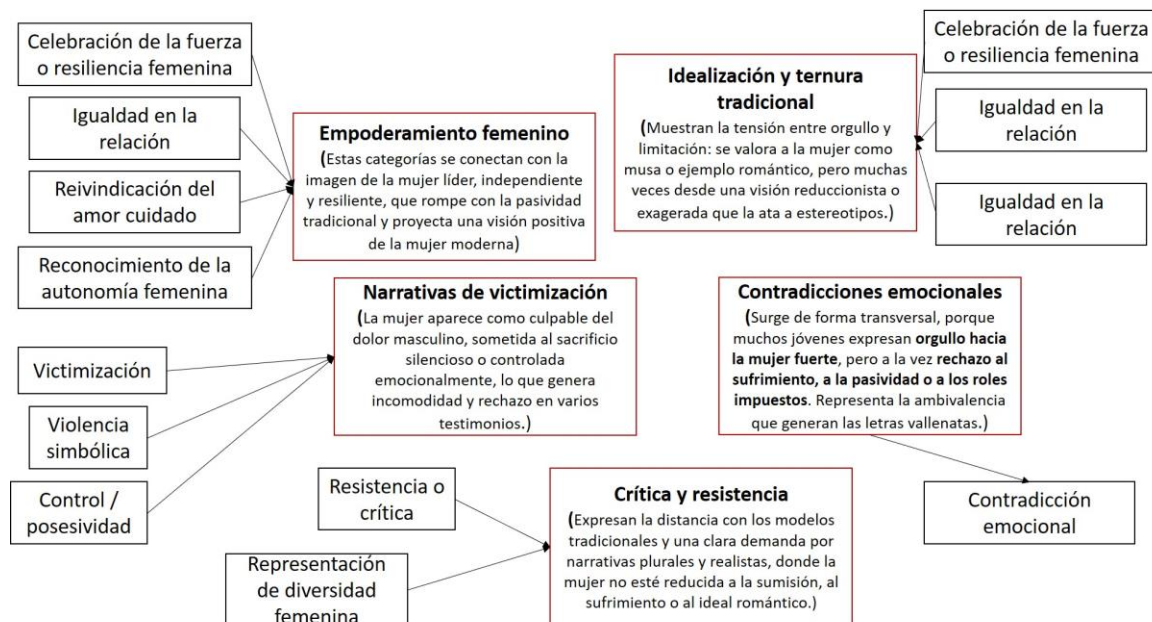 Celebración de la fuerza
o resiliencia femenina
Igualdad en la
relación
Reivindicación del
amor cuidado
Reconocimiento de la
autonomía femenina
Empoderamiento femenino
(Estas categorías se conectan con la
imagen de la mujer líder, independiente
y resiliente, que rompe con la pasividad
tradicional y proyecta una visión positiva
de la mujer moderna)
Idealización y ternura
tradicional
(Muestran la tensión entre orgullo y
limitación: se valora a la mujer como
musa o ejemplo romántico, pero muchas
veces desde una visión reduccionista o
exagerada que la ata a estereotipos.)
Celebración de la fuerza
o resiliencia femenina
Igualdad en la
relación
Igualdad en la
relación
Victimización
Violencia
simbólica
Control /
posesividad
Narrativas de victimización
(La mujer aparece como culpable del
dolor masculino, sometida al sacrificio
silencioso o controlada
emocionalmente, lo que genera
incomodidad y rechazo en varios
testimonios.)
Contradicciones emocionales
(Surge de forma transversal, porque
muchos jóvenes expresan orgullo hacia
la mujer fuerte, pero a la vez rechazo al
sufrimiento, a la pasividad o a los roles
impuestos. Representa la ambivalencia
que generan las letras vallenatas.)
Contradicción
emocional
Resistencia o
crítica
Representación
de diversidad
femenina
Crítica y resistencia
(Expresan la distancia con los modelos
tradicionales y una clara demanda por
narrativas plurales y realistas, donde la
mujer no esté reducida a la sumisión, al
sufrimiento o al ideal romántico.)